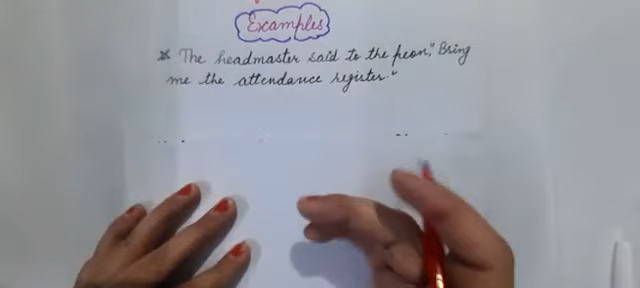 Examples
* The headmaster said to the peon, "Bring
me the attendance register."